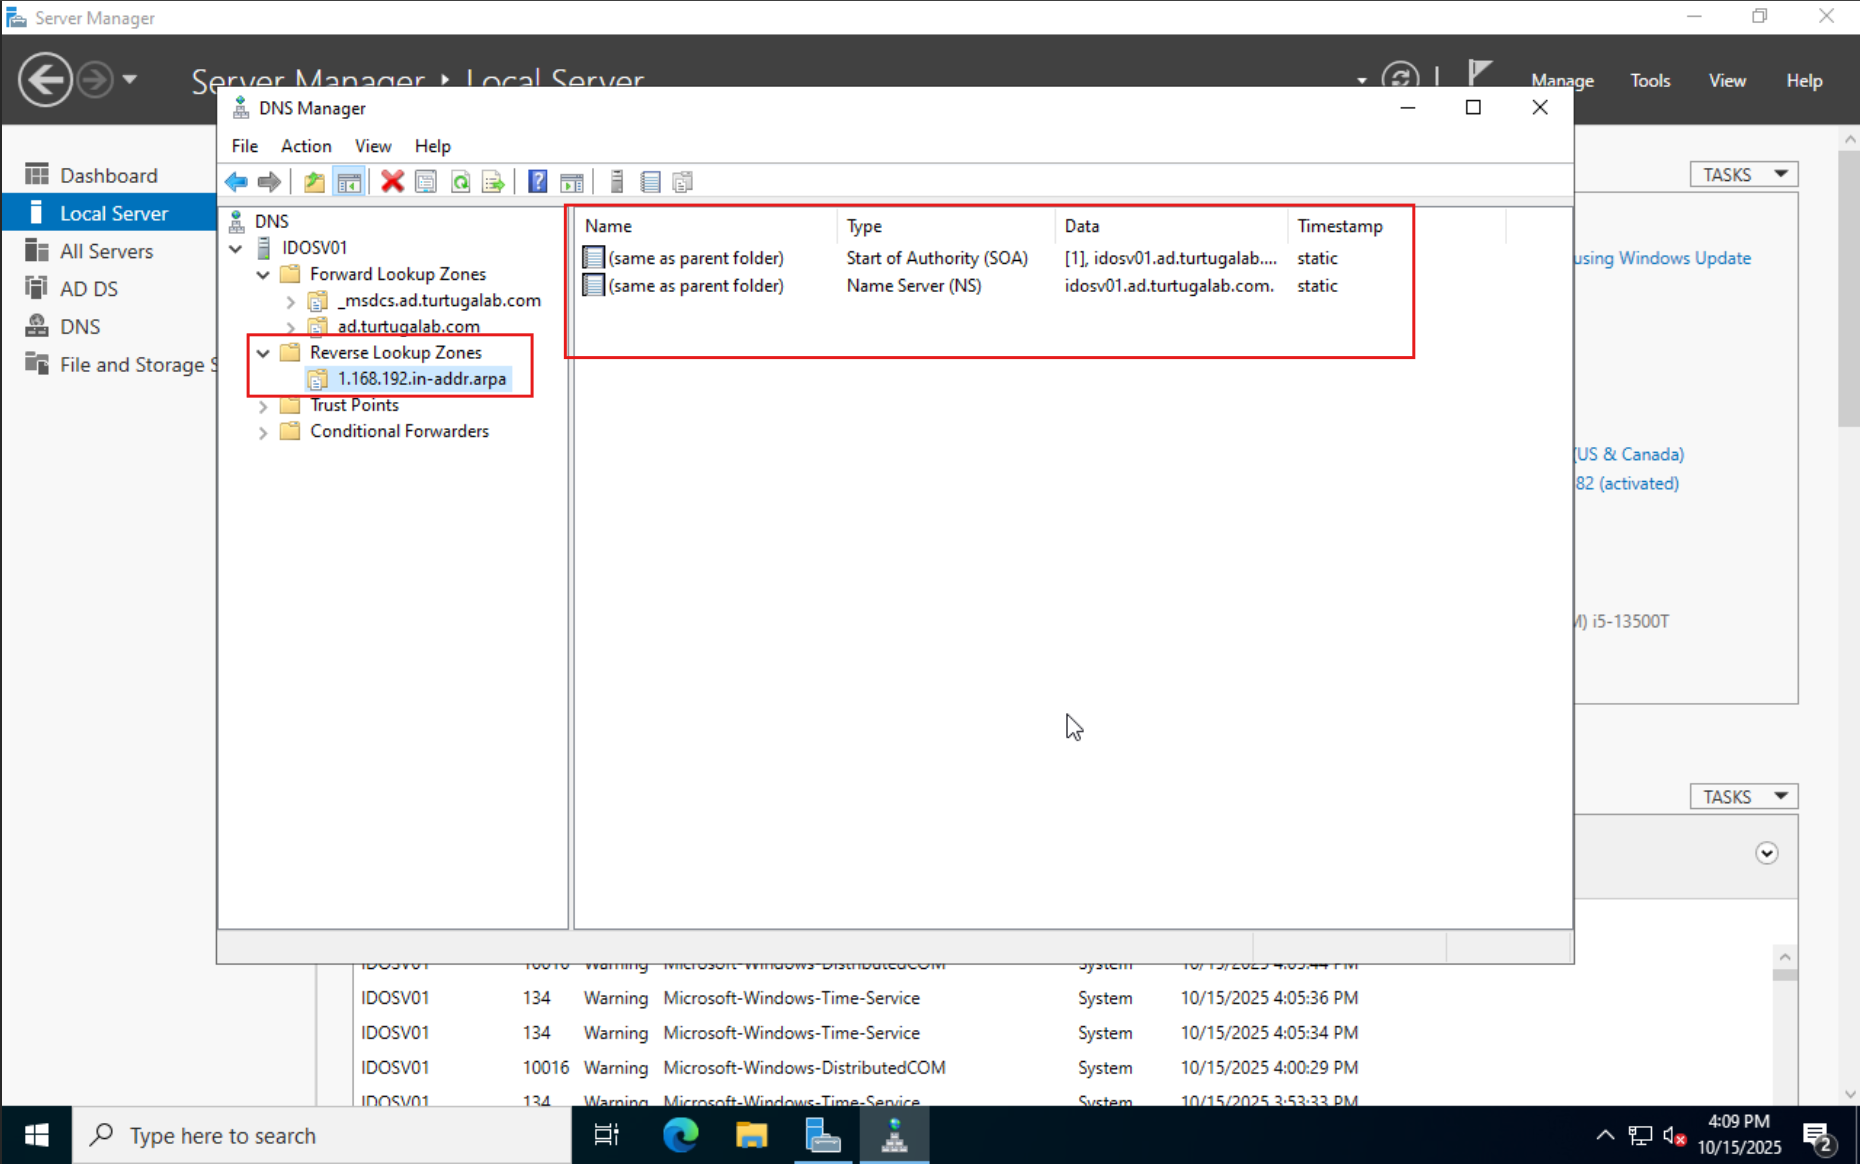 Server Manager
Server Manager Local Server
Manage Tools View Help
DNS Manager
File Action View Help
Dashboard
Local Server
All Servers
AD DS
DNS
File and Storage S
DNS
IDOSV01
Forward Lookup Zones
_msdcs.ad.turtugalab.com
ad.turtugalab.com
Reverse Lookup Zones
1.168.192.in-addr.arpa
Trust Points
Conditional Forwarders
Name Type Data Timestamp
(same as parent folder) Start of Authority (SOA) [1], idosv01.ad.turtugalab.... static
(same as parent folder) Name Server (NS) idosv01.ad.turtugalab.com. static
TASKS
using Windows Update
(US & Canada)
82 (activated)
M) i5-13500T
TASKS
IDOSV01 10016 Warning Microsoft-Windows-DistributedCOM System 10/15/2025 4:05:44 PM
IDOSV01 134 Warning Microsoft-Windows-Time-Service System 10/15/2025 4:05:36 PM
IDOSV01 134 Warning Microsoft-Windows-Time-Service System 10/15/2025 4:05:34 PM
IDOSV01 10016 Warning Microsoft-Windows-DistributedCOM System 10/15/2025 4:00:29 PM
IDOSV01 134 Warning Microsoft-Windows-Time-Service System 10/15/2025 3:53:33 PM
Type here to search
4:09 PM
10/15/2025
2